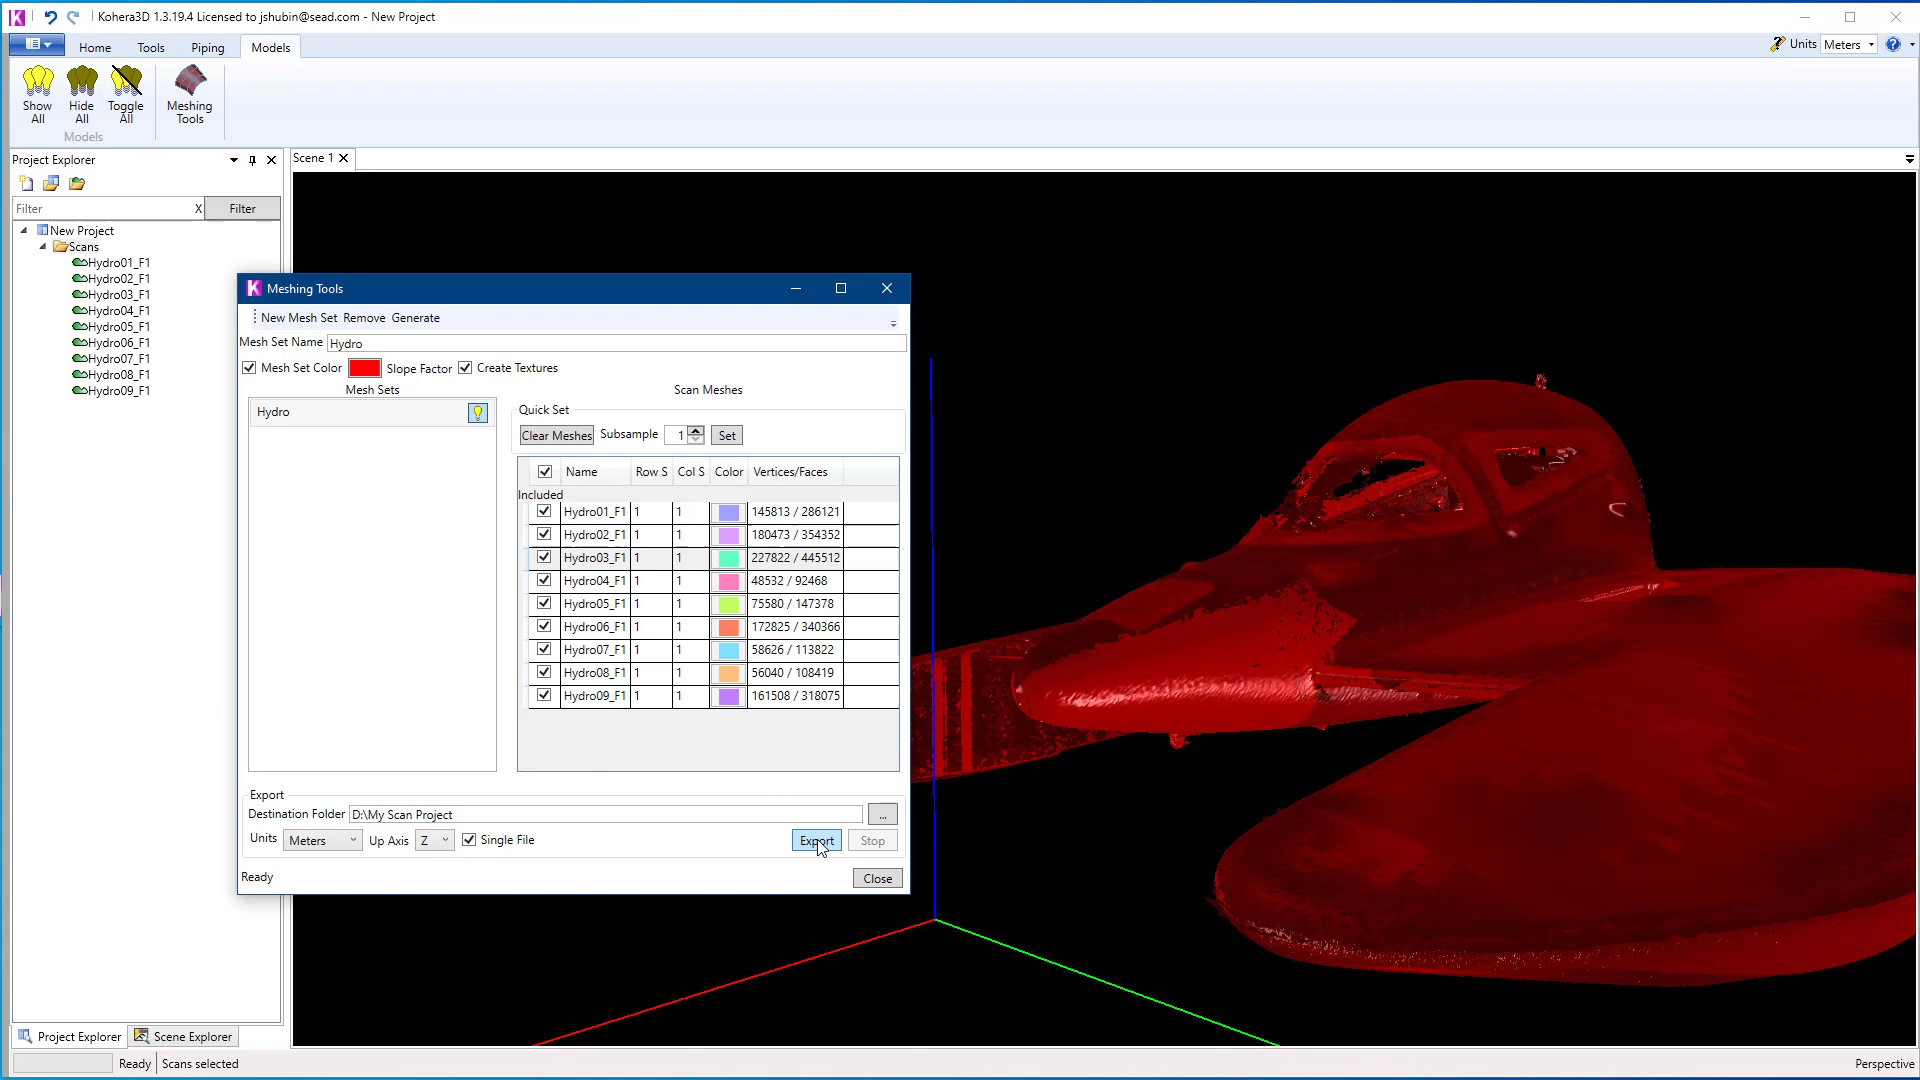 Kohera3D 1.3.19.4 Licensed to jshubin@sead.com - New Project
Home Tools Piping Models
Units Meters
Show All
Hide All
Toggle All
Meshing Tools
Models
Project Explorer
Scene 1
Filter X Filter
New Project
Scans
Hydro01_F1
Hydro02_F1
Hydro03_F1
Hydro04_F1
Hydro05_F1
Hydro06_F1
Hydro07_F1
Hydro08_F1
Hydro09_F1
Meshing Tools
New Mesh Set Remove Generate
Mesh Set Name Hydro
Mesh Set Color Slope Factor Create Textures
Mesh Sets
Hydro
Scan Meshes
Quick Set
Clear Meshes Subsample 1 Set
Name Row S Col S Color Vertices/Faces
Included
Hydro01_F1 1 1 145813 / 286121
Hydro02_F1 1 1 180473 / 354352
Hydro03_F1 1 1 227822 / 445512
Hydro04_F1 1 1 48532 / 92468
Hydro05_F1 1 1 75580 / 147378
Hydro06_F1 1 1 172825 / 340366
Hydro07_F1 1 1 58626 / 113822
Hydro08_F1 1 1 56040 / 108419
Hydro09_F1 1 1 161508 / 318075
Export
Destination Folder D:\My Scan Project ...
Units Meters Up Axis Z Single File Export Stop
Ready
Close
Project Explorer Scene Explorer
Ready Scans selected
Perspective